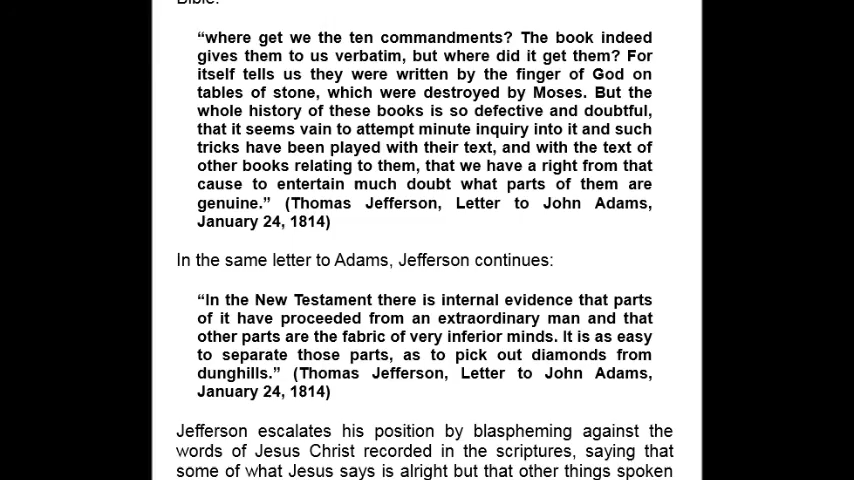 Bible:
“where get we the ten commandments? The book indeed
gives them to us verbatim, but where did it get them? For
itself tells us they were written by the finger of God on
tables of stone, which were destroyed by Moses. But the
whole history of these books is so defective and doubtful,
that it seems vain to attempt minute inquiry into it and such
tricks have been played with their text, and with the text of
other books relating to them, that we have a right from that
cause to entertain much doubt what parts of them are
genuine.” (Thomas Jefferson, Letter to John Adams,
January 24, 1814)
In the same letter to Adams, Jefferson continues:
“In the New Testament there is internal evidence that parts
of it have proceeded from an extraordinary man and that
other parts are the fabric of very inferior minds. It is as easy
to separate those parts, as to pick out diamonds from
dunghills.” (Thomas Jefferson, Letter to John Adams,
January 24, 1814)
Jefferson escalates his position by blaspheming against the
words of Jesus Christ recorded in the scriptures, saying that
some of what Jesus says is alright but that other things spoken